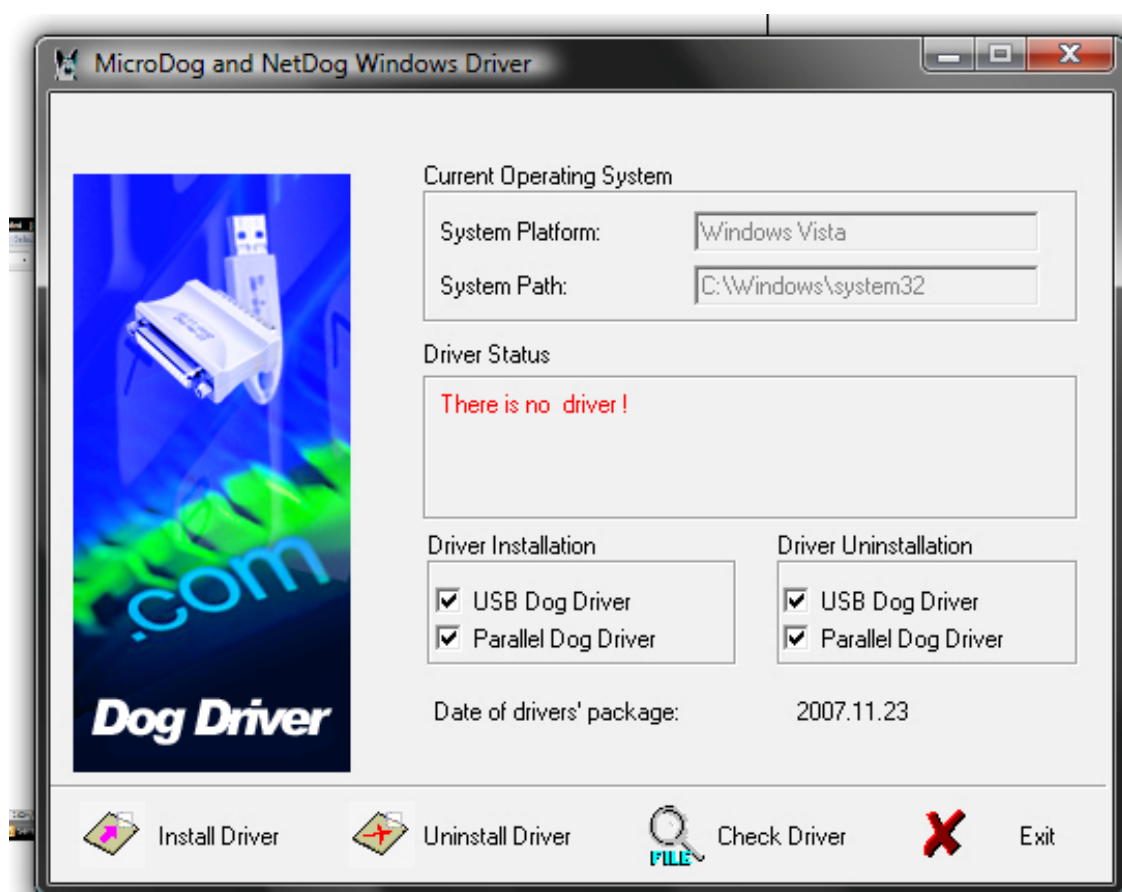 MicroDog and NetDog Windows Driver
Current Operating System
System Platform: Windows Vista
System Path: C:\Windows\system32
Driver Status
There is no driver !
Driver Installation Driver Uninstallation
USB Dog Driver USB Dog Driver
Parallel Dog Driver Parallel Dog Driver
Date of drivers' package: 2007.11.23
.com
Dog Driver
Install Driver Uninstall Driver FILE Check Driver Exit